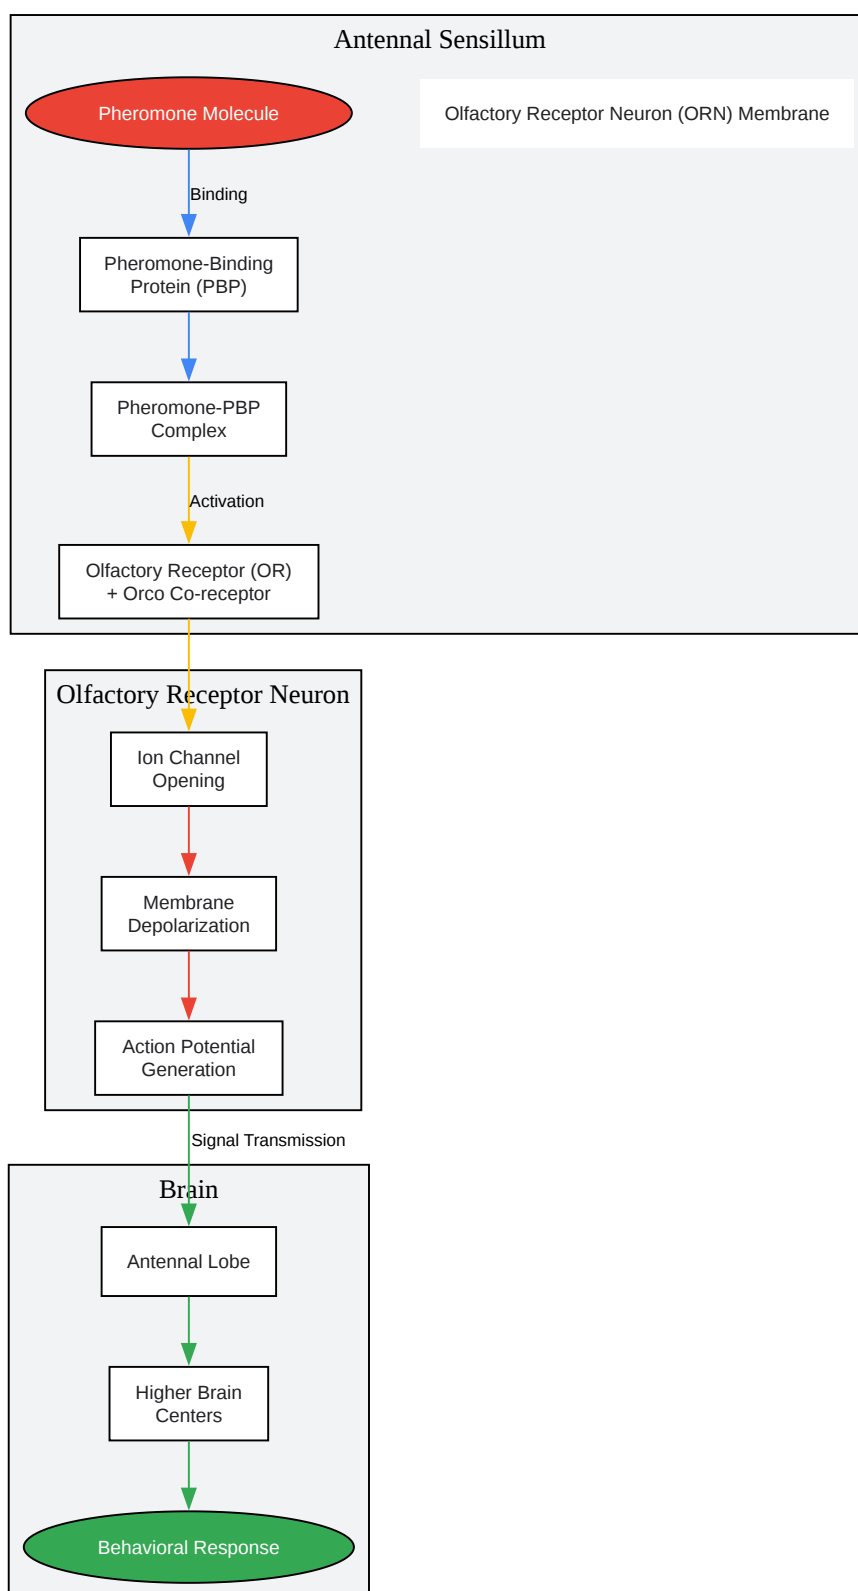 Antennal Sensillum
Pheromone Molecule
Olfactory Receptor Neuron (ORN) Membrane
Binding
Pheromone-Binding
Protein (PBP)
Pheromone-PBP
Complex
Activation
Olfactory Receptor (OR)
+ Orco Co-receptor
Olfactory Receptor Neuron
Ion Channel
Opening
Membrane
Depolarization
Action Potential
Generation
Signal Transmission
Brain
Antennal Lobe
Higher Brain
Centers
Behavioral Response